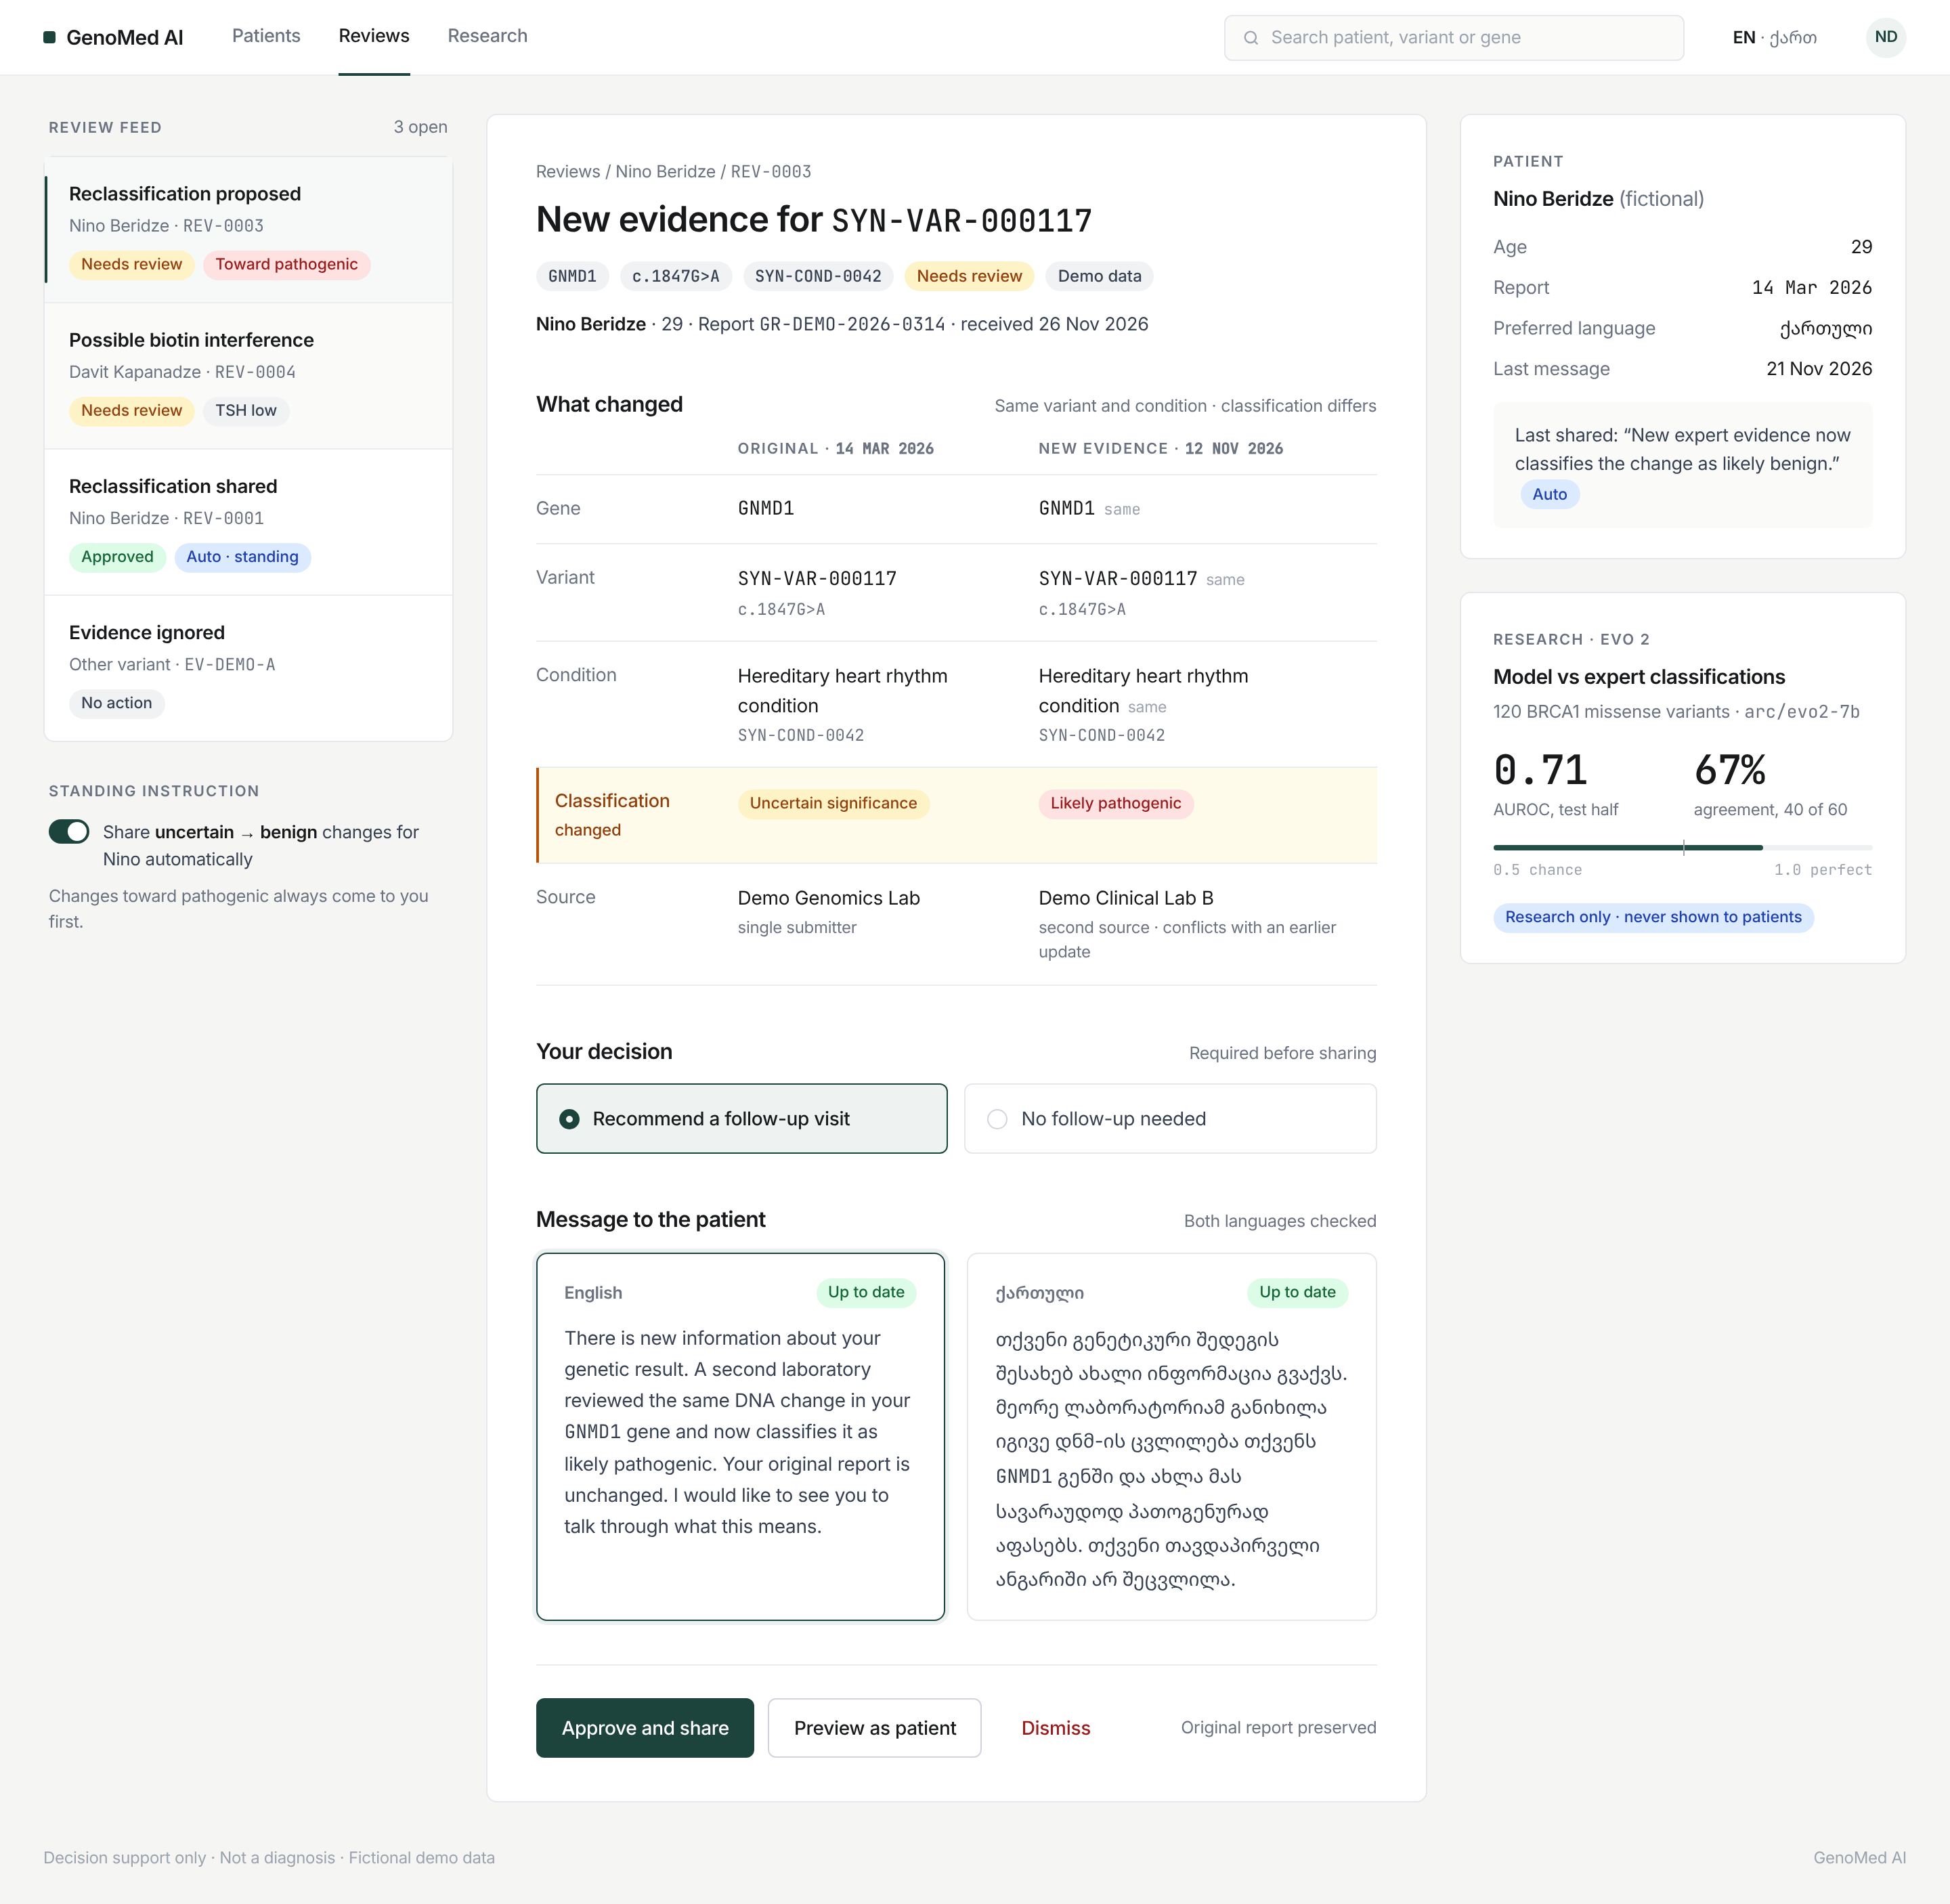 GenoMed AI
Patients
Reviews
Research
Search patient, variant or gene
EN · ქართ
ND
REVIEW FEED
3 open
Reclassification proposed
Nino Beridze · REV-0003
Needs review
Toward pathogenic
Possible biotin interference
Davit Kapanadze · REV-0004
Needs review
TSH low
Reclassification shared
Nino Beridze · REV-0001
Approved
Auto · standing
Evidence ignored
Other variant · EV-DEMO-A
No action
STANDING INSTRUCTION
Share uncertain → benign changes for
Nino automatically
Changes toward pathogenic always come to you
first.
Reviews / Nino Beridze / REV-0003
New evidence for SYN-VAR-000117
GNMD1
c.1847G>A
SYN-COND-0042
Needs review
Demo data
Nino Beridze · 29 · Report GR-DEMO-2026-0314 · received 26 Nov 2026
What changed
Same variant and condition · classification differs
ORIGINAL · 14 MAR 2026
NEW EVIDENCE · 12 NOV 2026
Gene
GNMD1
GNMD1 same
Variant
SYN-VAR-000117
c.1847G>A
SYN-VAR-000117 same
c.1847G>A
Condition
Hereditary heart rhythm
condition
SYN-COND-0042
Hereditary heart rhythm
condition same
SYN-COND-0042
Classification
changed
Uncertain significance
Likely pathogenic
Source
Demo Genomics Lab
single submitter
Demo Clinical Lab B
second source · conflicts with an earlier
update
Your decision
Required before sharing
Recommend a follow-up visit
No follow-up needed
Message to the patient
Both languages checked
English
Up to date
There is new information about your
genetic result. A second laboratory
reviewed the same DNA change in your
GNMD1 gene and now classifies it as
likely pathogenic. Your original report is
unchanged. I would like to see you to
talk through what this means.
ქართული
Up to date
თქვენი გენეტიკური შედეგის
შესახებ ახალი ინფორმაცია გვაქვს.
მეორე ლაბორატორიამ განიხილა
იგივე დნმ-ის ცვლილება თქვენს
GNMD1 გენში და ახლა მას
სავარაუდოდ პათოგენურად
აფასებს. თქვენი თავდაპირველი
ანგარიში არ შეცვლილა.
Approve and share
Preview as patient
Dismiss
Original report preserved
PATIENT
Nino Beridze (fictional)
Age
29
Report
14 Mar 2026
Preferred language
ქართული
Last message
21 Nov 2026
Last shared: “New expert evidence now
classifies the change as likely benign.”
Auto
RESEARCH · EVO 2
Model vs expert classifications
120 BRCA1 missense variants · arc/evo2-7b
0.71
AUROC, test half
67%
agreement, 40 of 60
0.5 chance
1.0 perfect
Research only · never shown to patients
Decision support only · Not a diagnosis · Fictional demo data
GenoMed AI